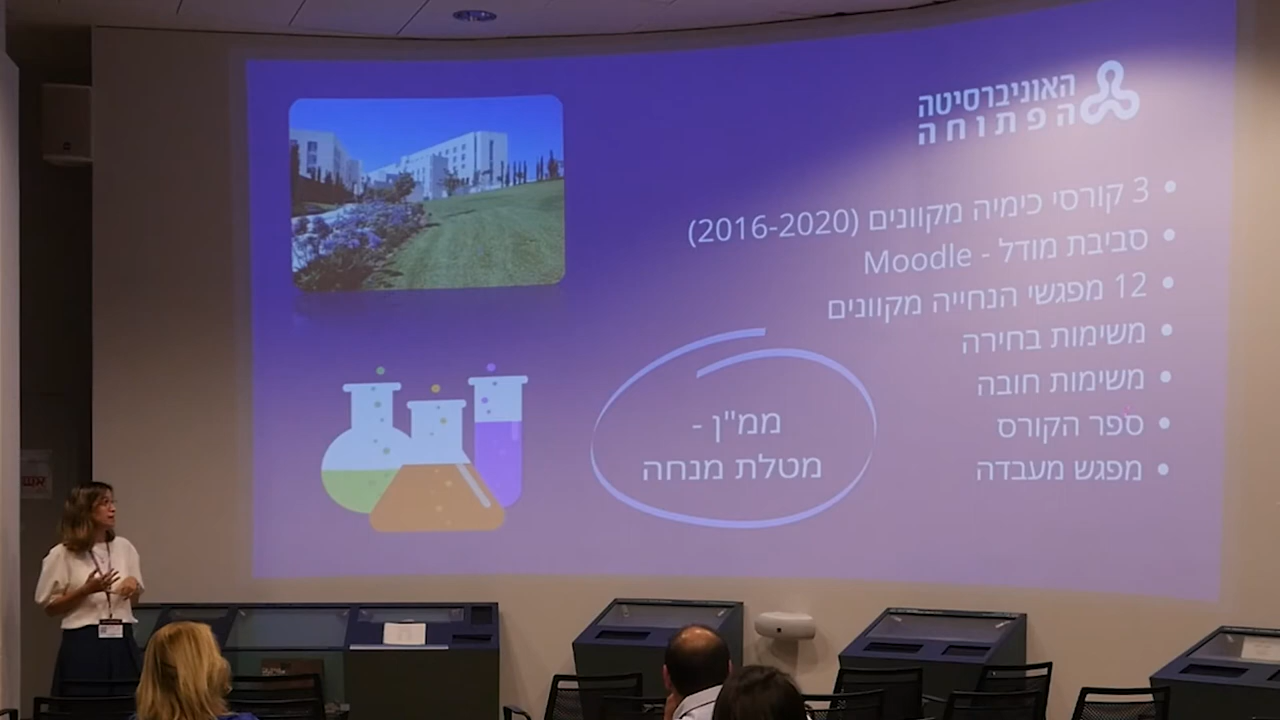 האוניברסיטה
הפתוחה
3 קורסי כימיה מקוונים (2016-2020)
סביבת מודל - Moodle
12 מפגשי הנחייה מקוונים
משימות בחירה
משימות חובה
ספר הקורס
מפגש מעבדה
ממ"ן -
מטלת מנחה